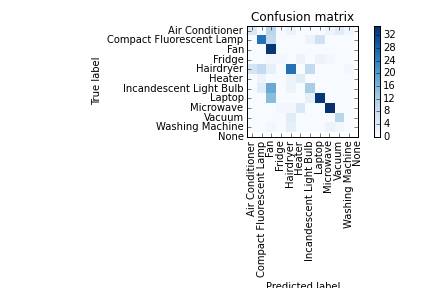 Confusion matrix
Air Conditioner
Compact Fluorescent Lamp
Fan
Fridge
Hairdryer
Heater
Incandescent Light Bulb
Laptop
Microwave
Vacuum
Washing Machine
None
True label
32
28
24
20
16
12
8
4
0
Air Conditioner
Compact Fluorescent Lamp
Fan
Fridge
Hairdryer
Heater
Incandescent Light Bulb
Laptop
Microwave
Vacuum
Washing Machine
None
Predicted label